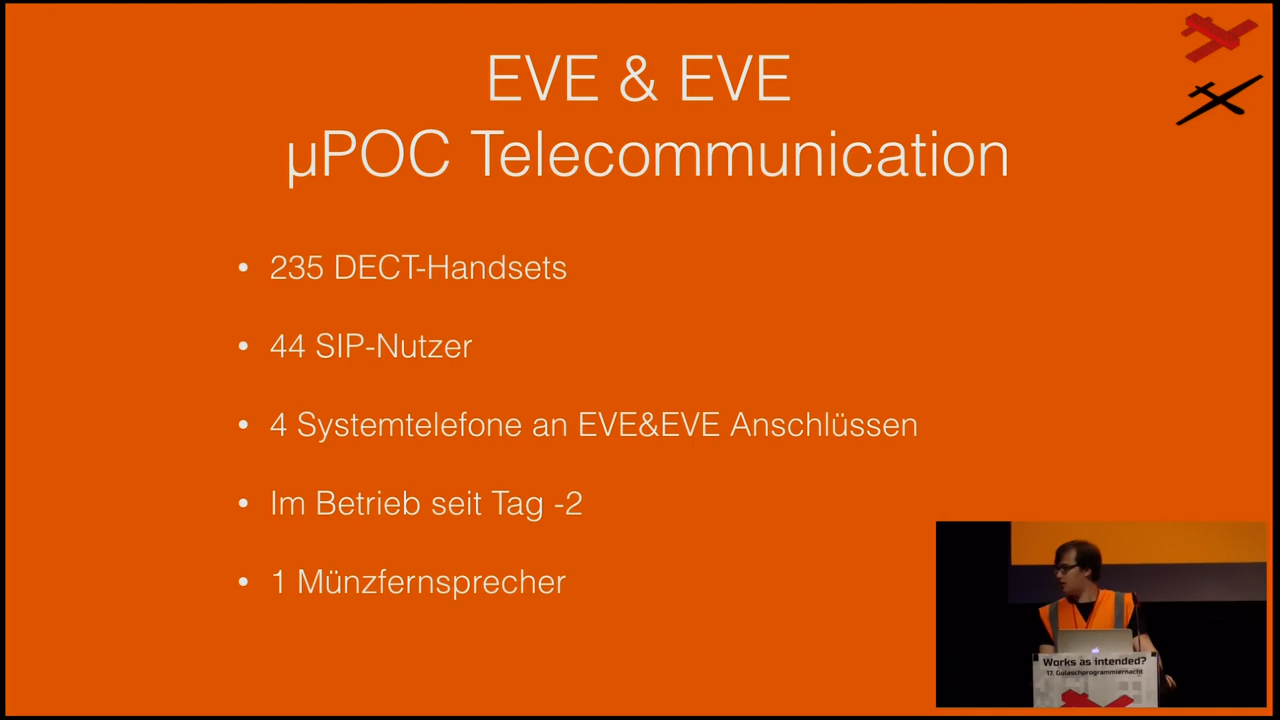 EVE & EVE
µPOC Telecommunication
• 235 DECT-Handsets
• 44 SIP-Nutzer
• 4 Systemtelefone an EVE&EVE Anschlüssen
• Im Betrieb seit Tag -2
• 1 Münzfernsprecher
Works as intended?
17. Gulaschprogrammiernacht